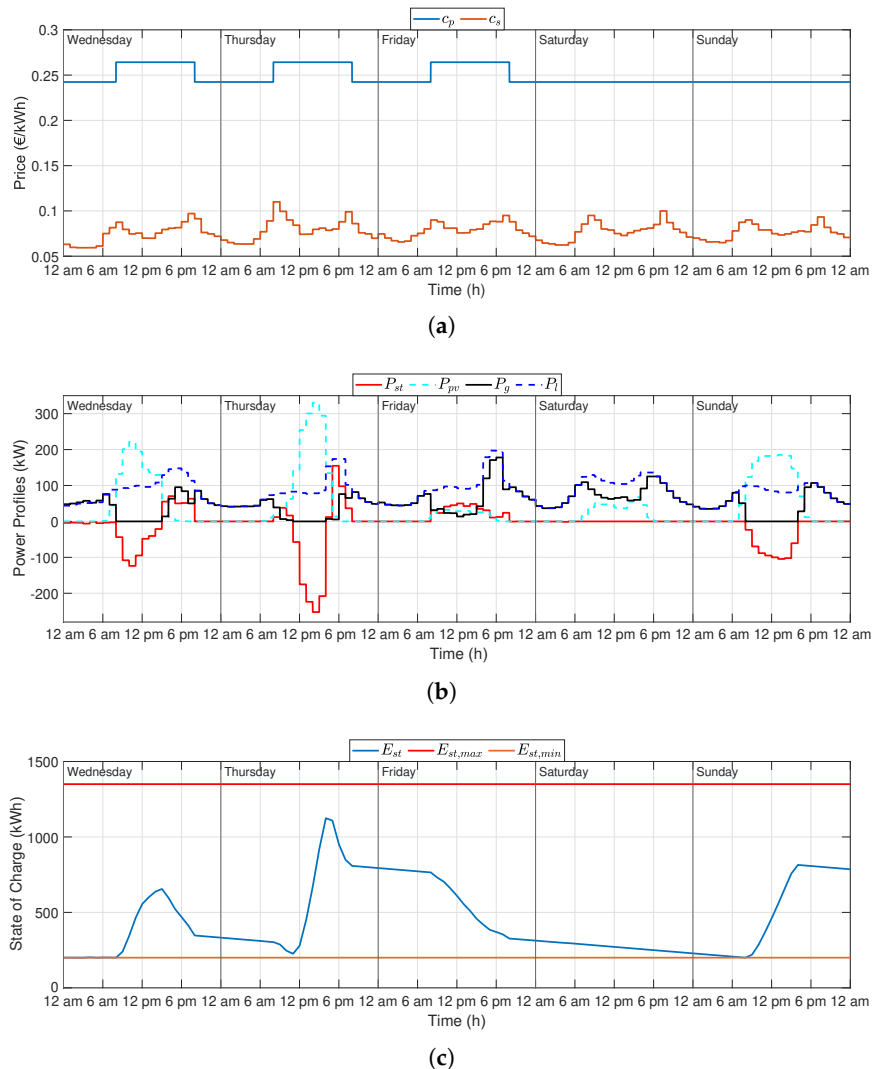 c_p c_s
0.3
Wednesday Thursday Friday Saturday Sunday
0.25
0.2
0.15
0.1
0.05
Price (€/kWh)
12 am 6 am 12 pm 6 pm 12 am 6 am 12 pm 6 pm 12 am 6 am 12 pm 6 pm 12 am 6 am 12 pm 6 pm 12 am 6 am 12 pm 6 pm 12 am
Time (h)
(a)
P_st P_pv P_g P_l
Wednesday Thursday Friday Saturday Sunday
300
200
100
0
-100
-200
Power Profiles (kW)
12 am 6 am 12 pm 6 pm 12 am 6 am 12 pm 6 pm 12 am 6 am 12 pm 6 pm 12 am 6 am 12 pm 6 pm 12 am 6 am 12 pm 6 pm 12 am
Time (h)
(b)
E_st E_st,max E_st,min
1500
Wednesday Thursday Friday Saturday Sunday
1000
500
0
State of Charge (kWh)
12 am 6 am 12 pm 6 pm 12 am 6 am 12 pm 6 pm 12 am 6 am 12 pm 6 pm 12 am 6 am 12 pm 6 pm 12 am 6 am 12 pm 6 pm 12 am
Time (h)
(c)